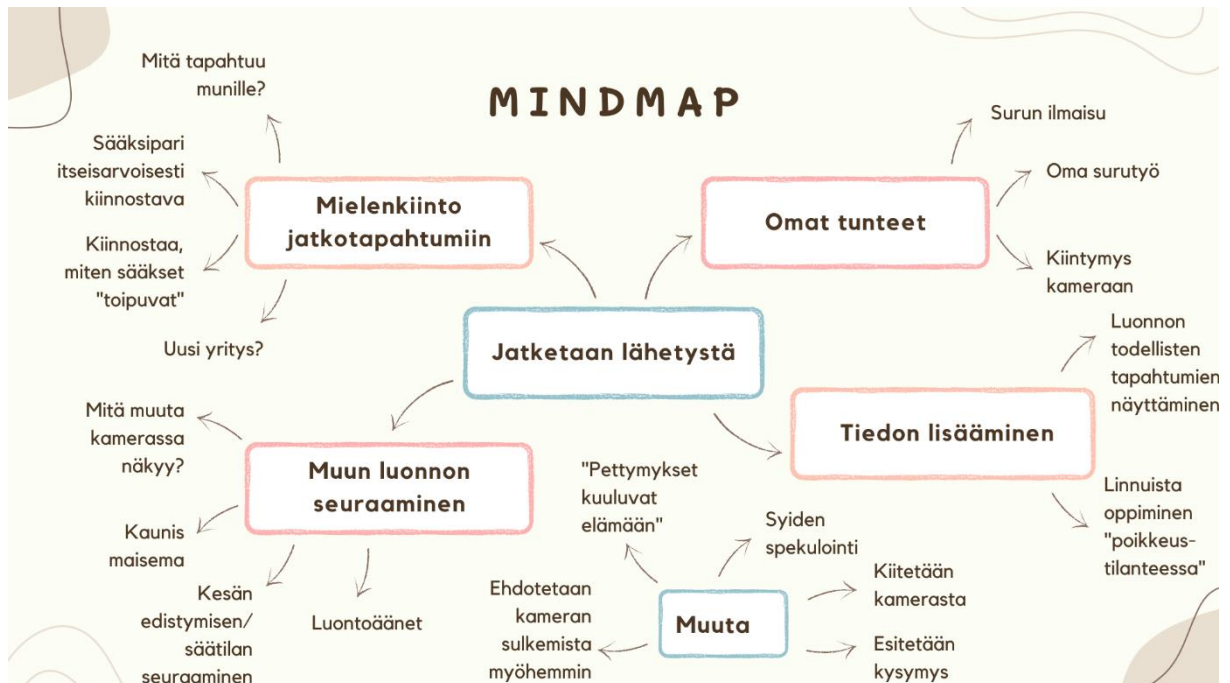 MINDMAP
Mitä tapahtuu
munille?
Sääksipari
itseisarvoisesti
kiinnostava
Kiinnostaa,
miten sääkset
"toipuvat"
Uusi yritys?
Mielenkiinto
jatkotapahtumiin
Omat tunteet
Surun ilmaisu
Oma surutyö
Kiintymys
kameraan
Jatketaan lähetystä
Tiedon lisääminen
Luonnon
todellisten
tapahtumien
näyttäminen
Linnuista
oppiminen
"poikkeus-
tilanteessa"
Muun luonnon
seuraaminen
Mitä muuta
kamerassa
näkyy?
Kaunis
maisema
Kesän
edistymisen/
säätilan
seuraaminen
Luontoäänet
Muuta
"Pettymykset
kuuluvat
elämään"
Syiden
spekulointi
Kiitetään
kamerasta
Esitetään
kysymys
Ehdotetaan
kameran
sulkemista
myöhemmin